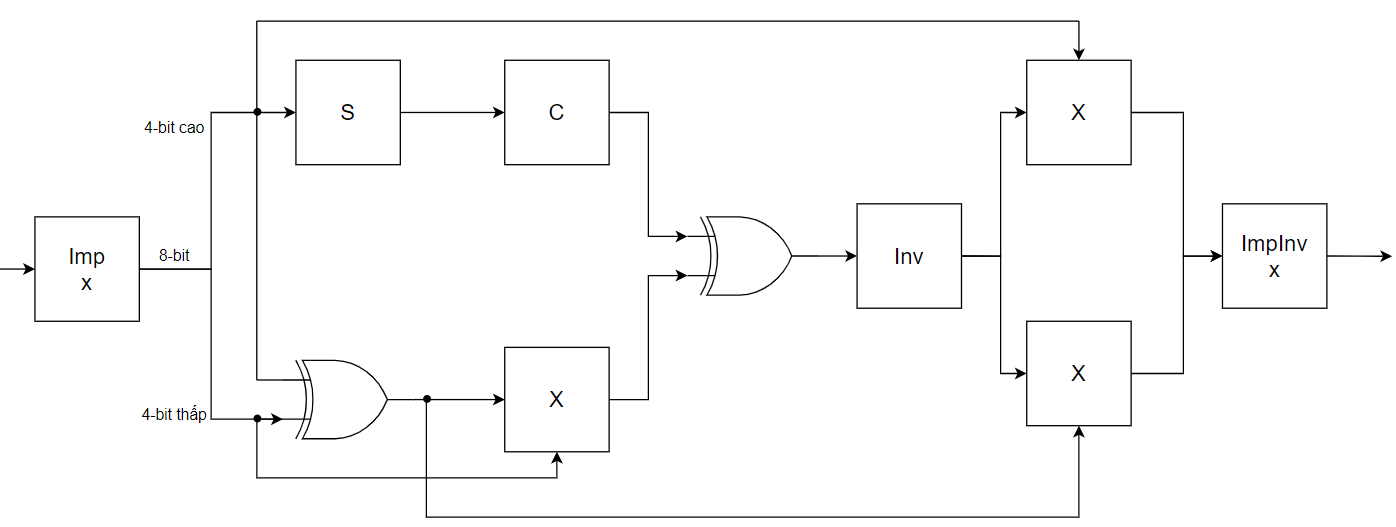 S
C
X
4-bit cao
Imp
x
8-bit
Inv
ImpInv
x
4-bit thấp
X
X